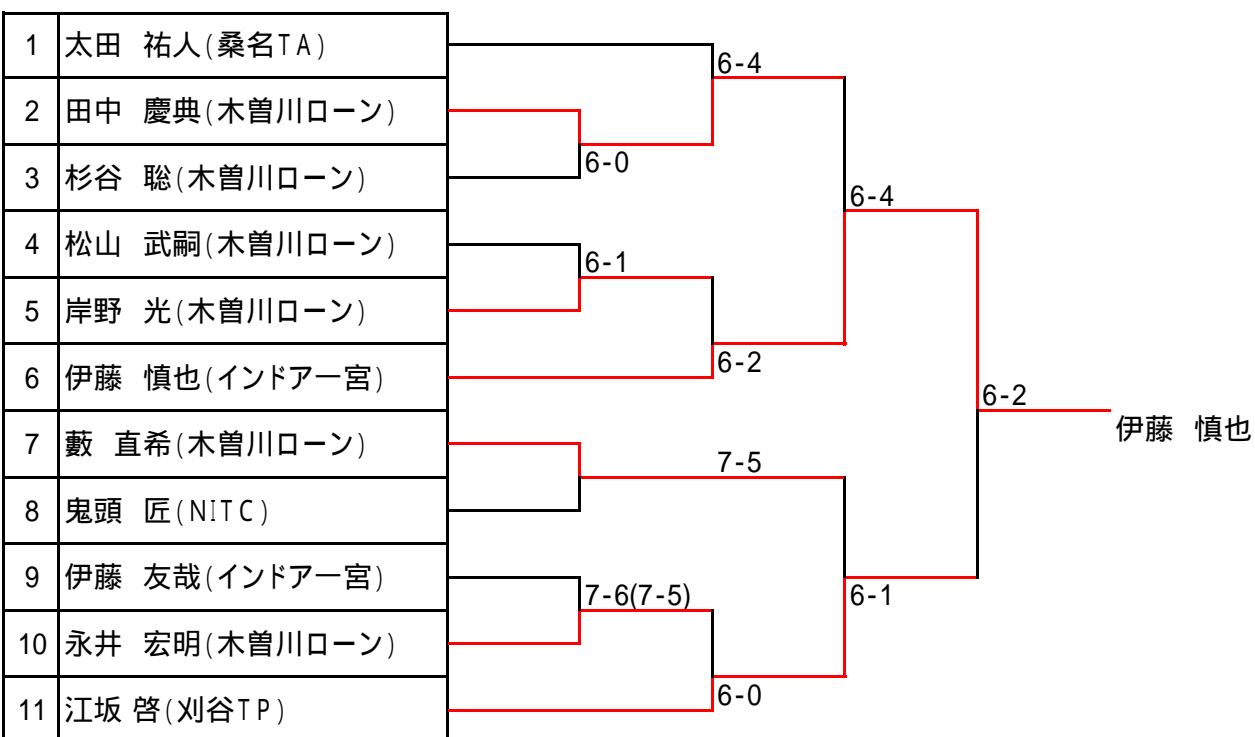 1 太田 祐人(桑名TA)
6-4
2 田中 慶典(木曽川ローン)
6-0
3 杉谷 聡(木曽川ローン)
6-4
4 松山 武嗣(木曽川ローン)
6-1
5 岸野 光(木曽川ローン)
6-2
6 伊藤 慎也(インドア一宮)
6-2
伊藤 慎也
7 藪 直希(木曽川ローン)
7-5
8 鬼頭 匠(NITC)
9 伊藤 友哉(インドア一宮)
7-6(7-5)
6-1
10 永井 宏明(木曽川ローン)
6-0
11 江坂 啓(刈谷TP)